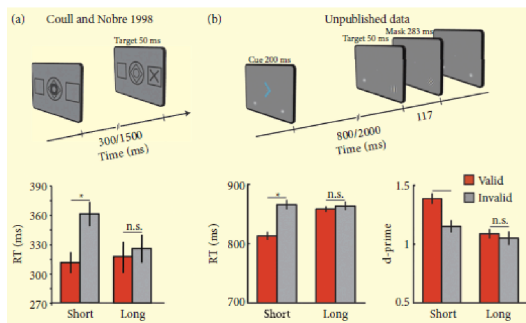 (a) Coull and Nobre 1998
Target 50 ms
300/1500
Time (ms)
390
360
330
300
270
RT (ms)
*
n.s.
Short Long
(b) Unpublished data
Cue 200 ms
Target 50 ms
Mask 283 ms
117
800/2000
Time (ms)
900
800
700
RT (ms)
*
n.s.
Short Long
Valid
Invalid
1.5
1
0.5
d-prime
n.s.
Short Long